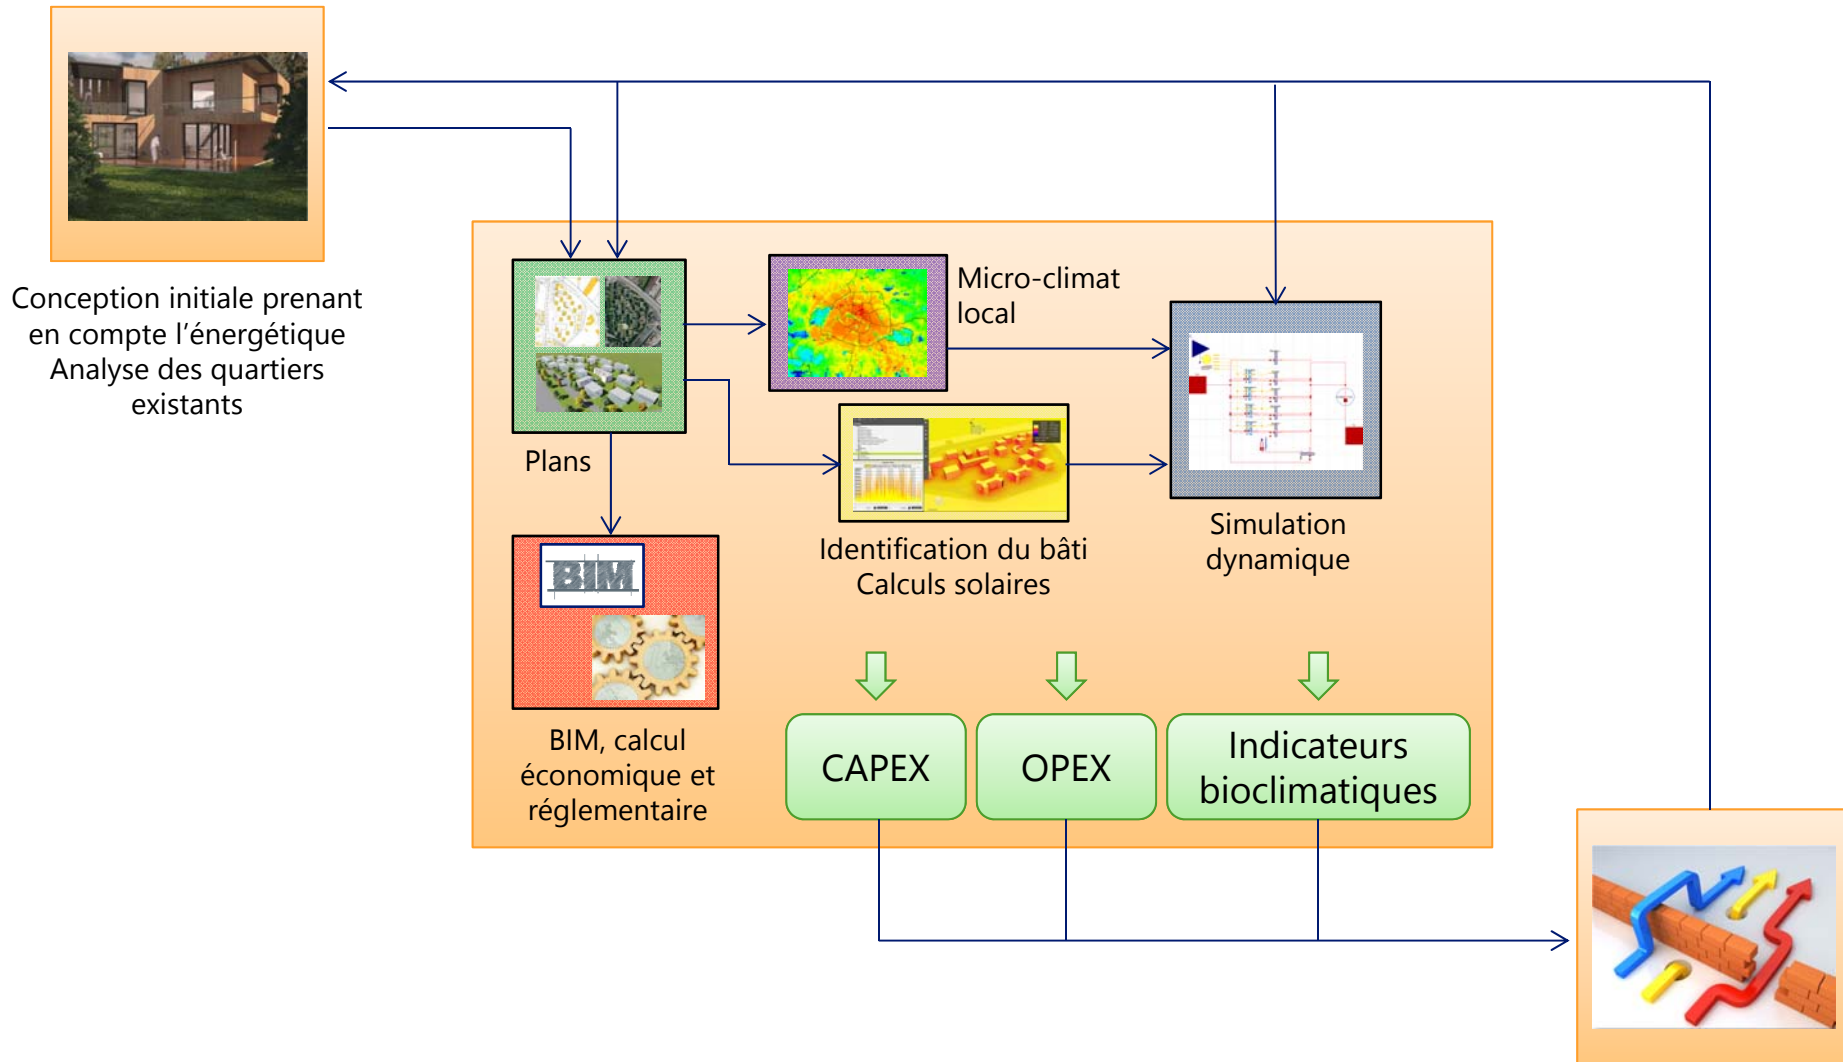 Conception initiale prenant
en compte l’énergétique
Analyse des quartiers
existants
Plans
Micro-climat
local
Identification du bâti
Calculs solaires
Simulation
dynamique
BIM
BIM, calcul
économique et
réglementaire
CAPEX
OPEX
Indicateurs
bioclimatiques